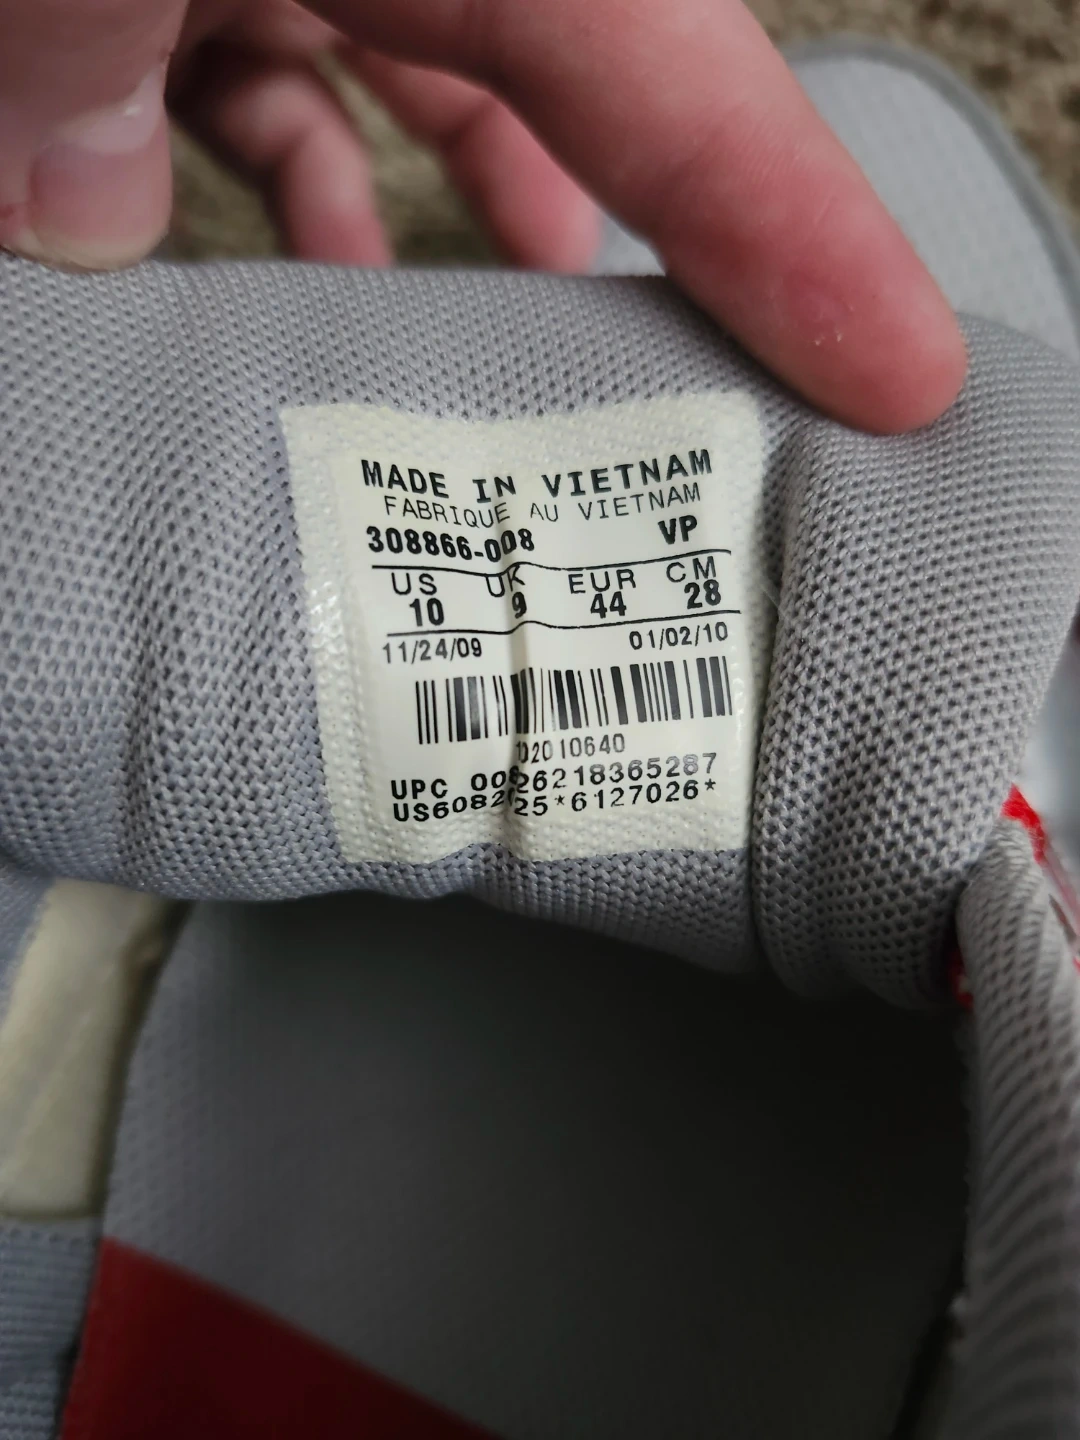 MADE IN VIETNAM
FABRIQUE AU VIETNAM
308866-008 VP
US UK EUR CM
10 9 44 28
11/24/09 01/02/10
UPC 00826218365287